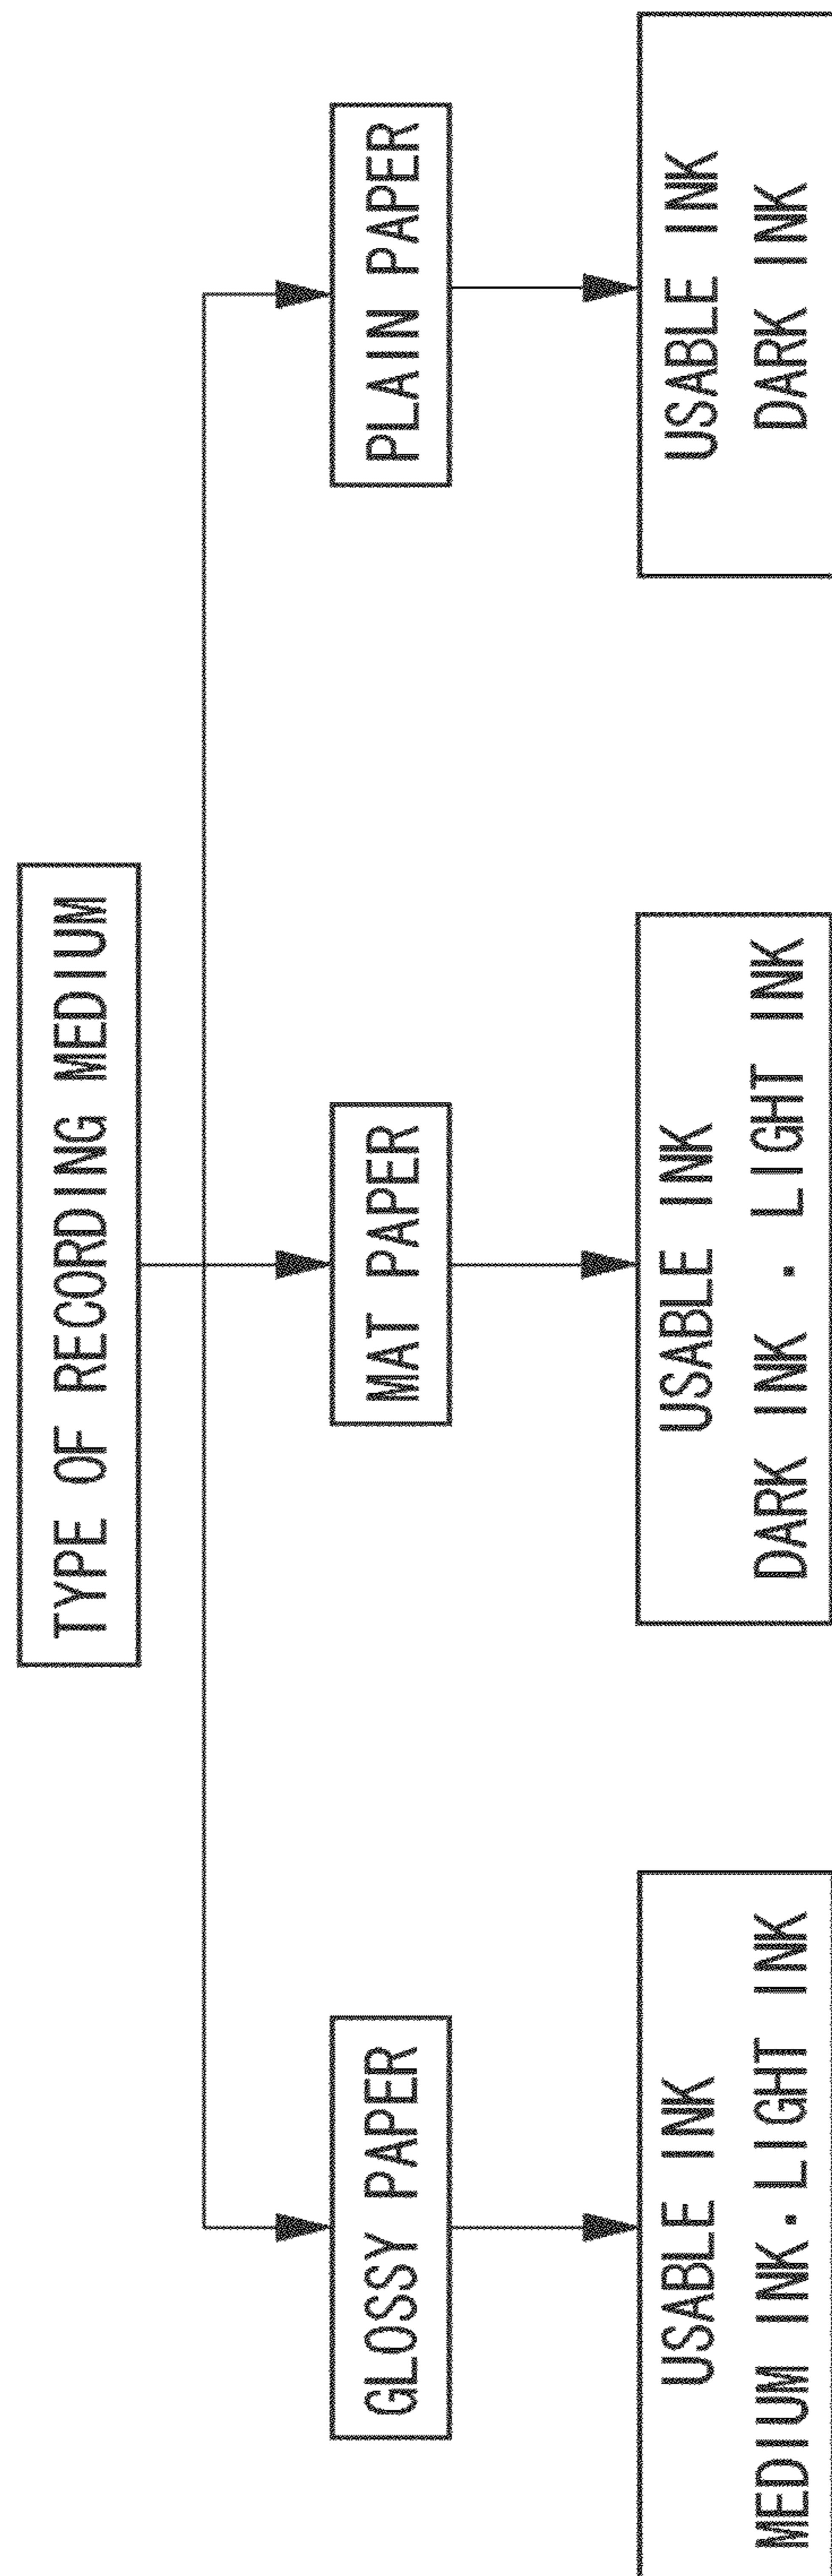 TYPE OF RECORDING MEDIUM
GLOSSY PAPER
MAT PAPER
PLAIN PAPER
USABLE INK
MEDIUM INK・LIGHT INK
USABLE INK
DARK INK ・ LIGHT INK
USABLE INK
DARK INK